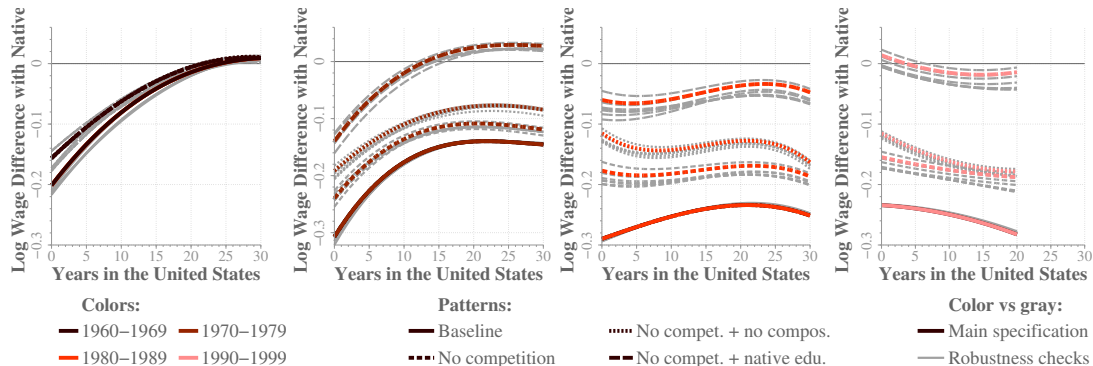 Log Wage Difference with Native
0
−0.1
−0.2
−0.3
0 5 10 15 20 25 30
Years in the United States
Log Wage Difference with Native
0
−0.1
−0.2
−0.3
0 5 10 15 20 25 30
Years in the United States
Log Wage Difference with Native
0
−0.1
−0.2
−0.3
0 5 10 15 20 25 30
Years in the United States
Log Wage Difference with Native
0
−0.1
−0.2
−0.3
0 5 10 15 20 25 30
Years in the United States
Colors:
1960−1969 1970−1979
1980−1989 1990−1999
Patterns:
Baseline No compet. + no compos.
No competition No compet. + native edu.
Color vs gray:
Main specification
Robustness checks